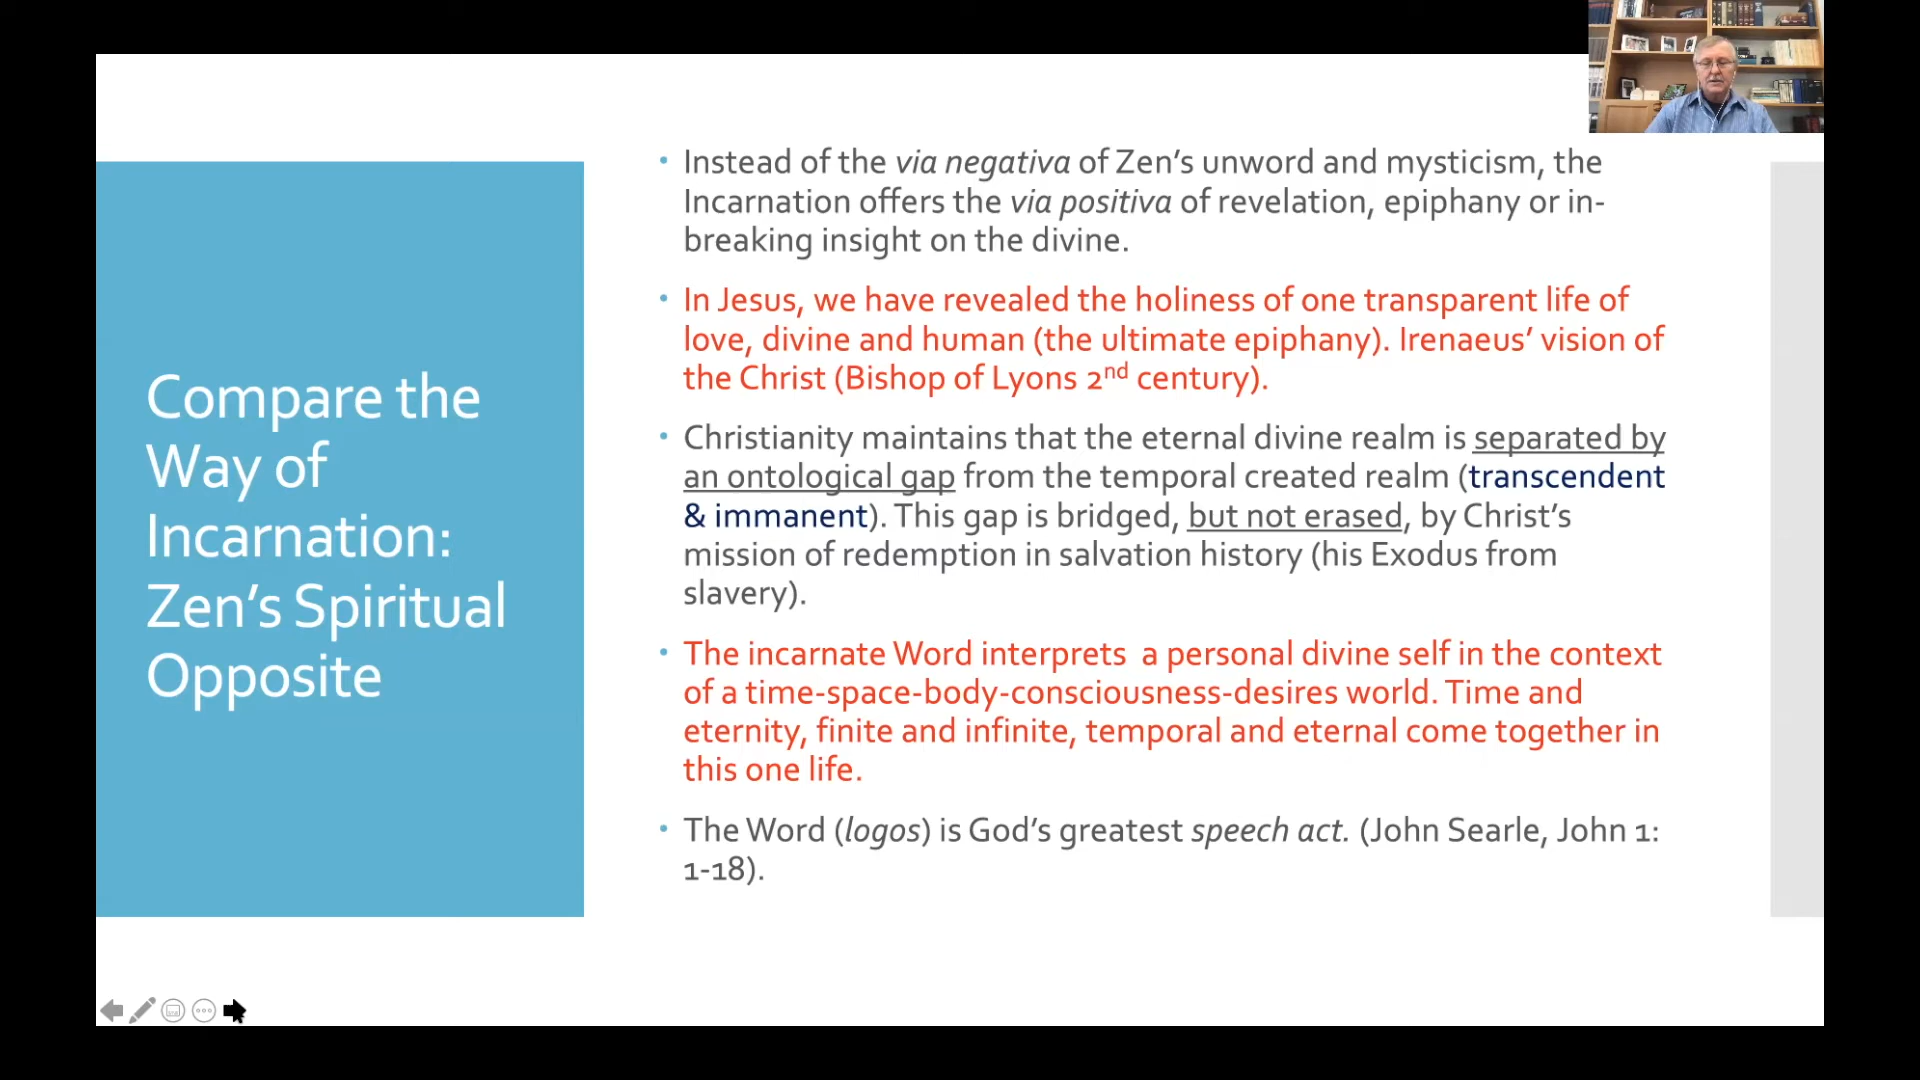 Compare the
Way of
Incarnation:
Zen’s Spiritual
Opposite
• Instead of the via negativa of Zen’s unword and mysticism, the
Incarnation offers the via positiva of revelation, epiphany or in-
breaking insight on the divine.
• In Jesus, we have revealed the holiness of one transparent life of
love, divine and human (the ultimate epiphany). Irenaeus’ vision of
the Christ (Bishop of Lyons 2nd century).
• Christianity maintains that the eternal divine realm is separated by
an ontological gap from the temporal created realm (transcendent
& immanent). This gap is bridged, but not erased, by Christ’s
mission of redemption in salvation history (his Exodus from
slavery).
• The incarnate Word interprets  a personal divine self in the context
of a time-space-body-consciousness-desires world. Time and
eternity, finite and infinite, temporal and eternal come together in
this one life.
• The Word (logos) is God’s greatest speech act. (John Searle, John 1:
1-18).